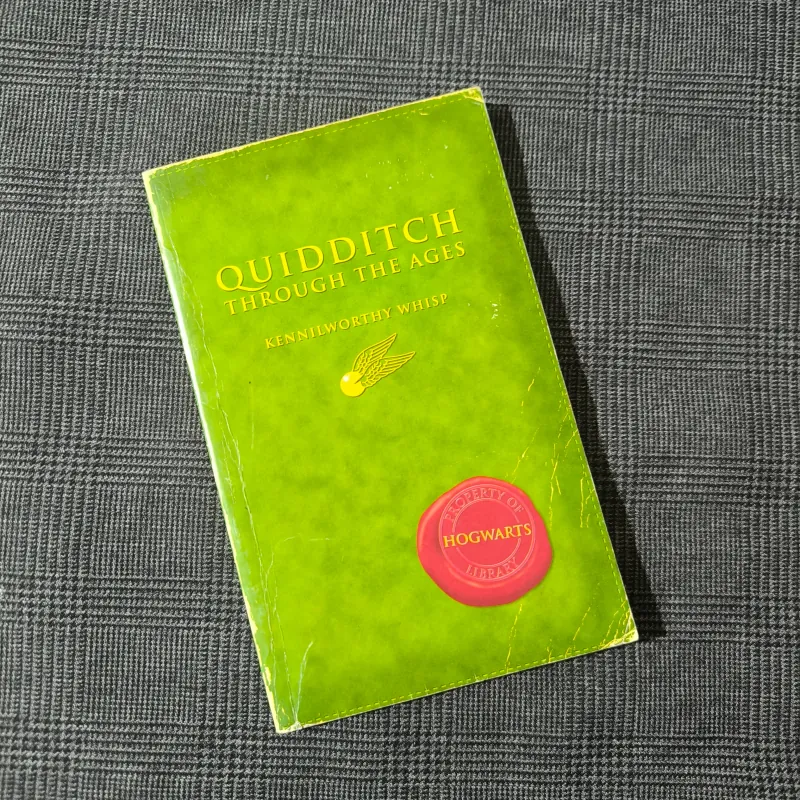 QUIDDITCH
THROUGH THE AGES
KENNILWORTHY WHISP
PROPERTY OF
HOGWARTS
LIBRARY